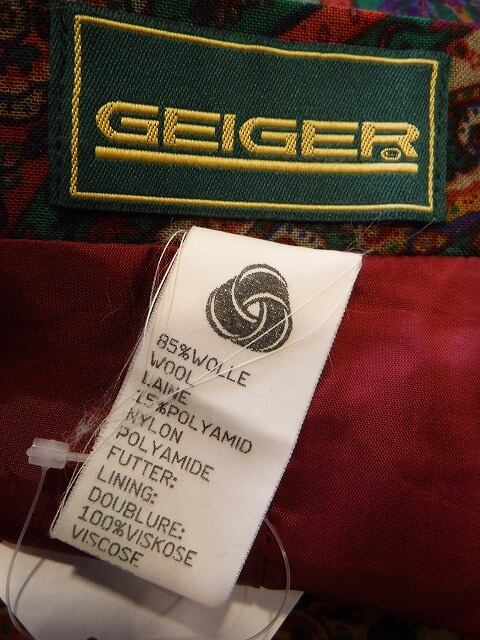 GEIGER
85%WOLLE
WOOL
LAINE
15%POLYAMID
NYLON
POLYAMIDE
FUTTER:
LINING:
DOUBLURE:
100%VISKOSE
VISCOSE